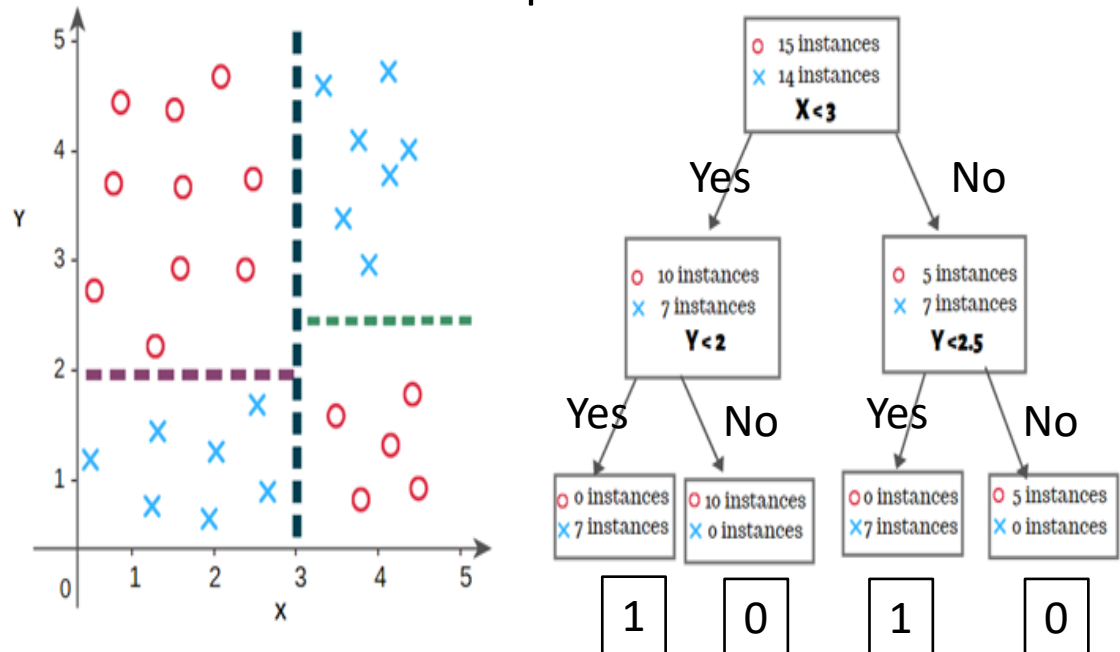 5
4
Y
3
2
1
0
1
2
3
4
5
X
15 instances
14 instances
X<3
Yes
No
10 instances
7 instances
Y<2
5 instances
7 instances
Y<2.5
Yes
No
Yes
No
0 instances
7 instances
10 instances
0 instances
0 instances
7 instances
5 instances
0 instances
1
0
1
0